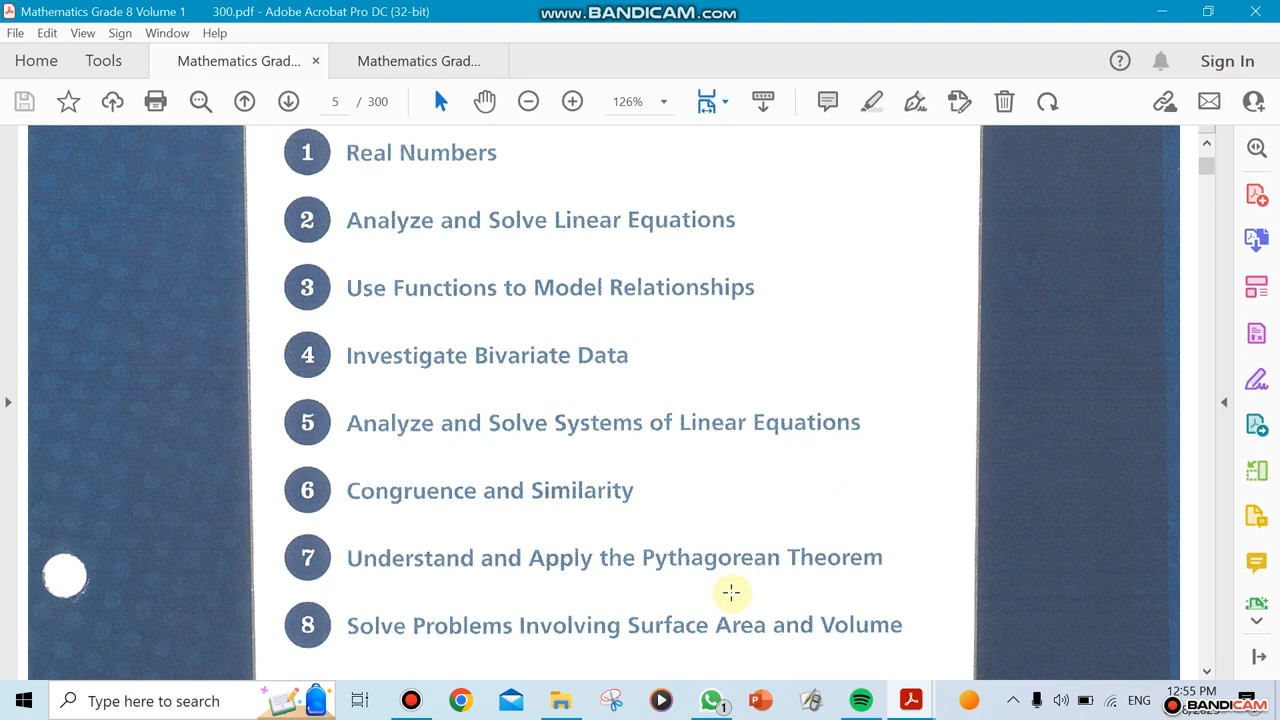 Mathematics Grade 8 Volume 1 300.pdf - Adobe Acrobat Pro DC (32-bit)
www.BANDICAM.com
File Edit View Sign Window Help
Home Tools Mathematics Grad... × Mathematics Grad... Sign In
5 / 300 126%
1 Real Numbers
2 Analyze and Solve Linear Equations
3 Use Functions to Model Relationships
4 Investigate Bivariate Data
5 Analyze and Solve Systems of Linear Equations
6 Congruence and Similarity
7 Understand and Apply the Pythagorean Theorem
8 Solve Problems Involving Surface Area and Volume
Type here to search 1 ENG 12:55 PM
BANDICAM